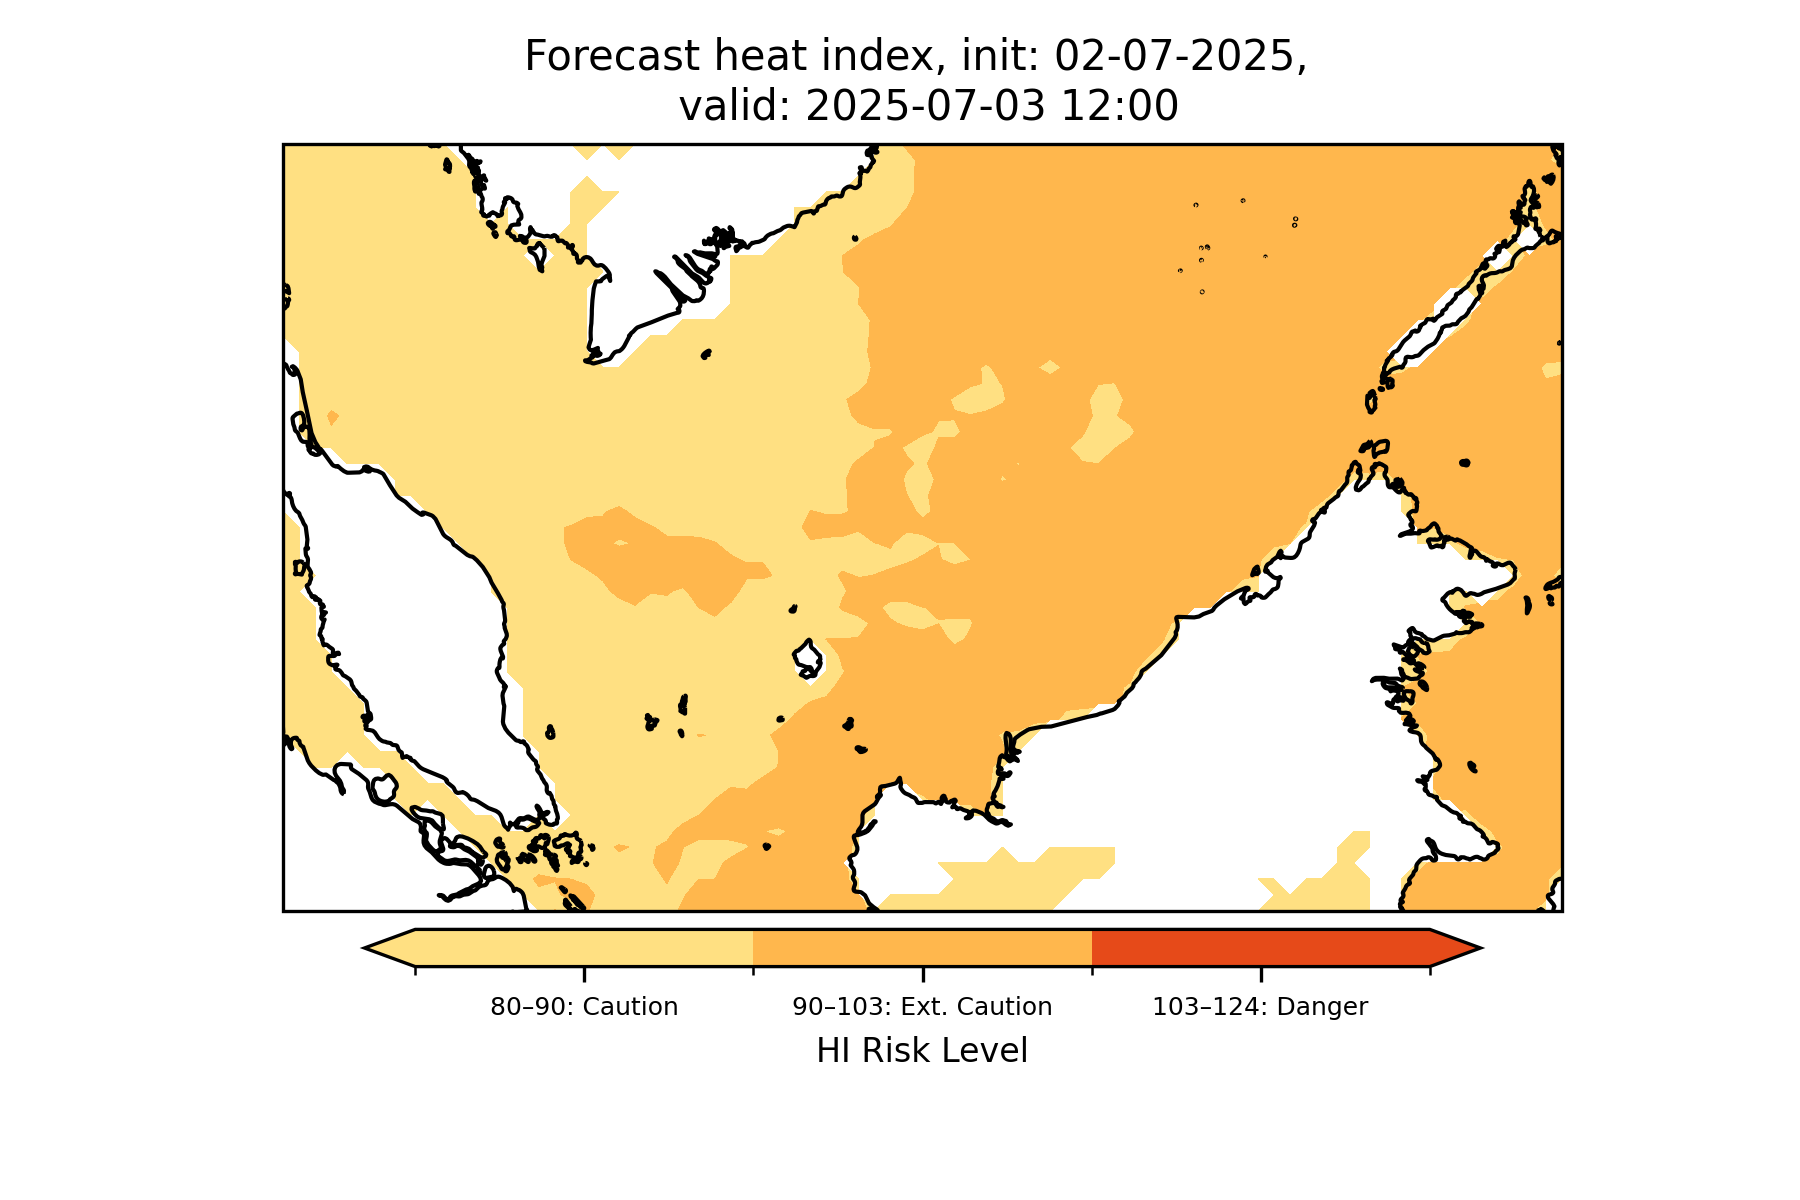 Forecast heat index, init: 02-07-2025,
valid: 2025-07-03 12:00
80–90: Caution
90–103: Ext. Caution
103–124: Danger
HI Risk Level